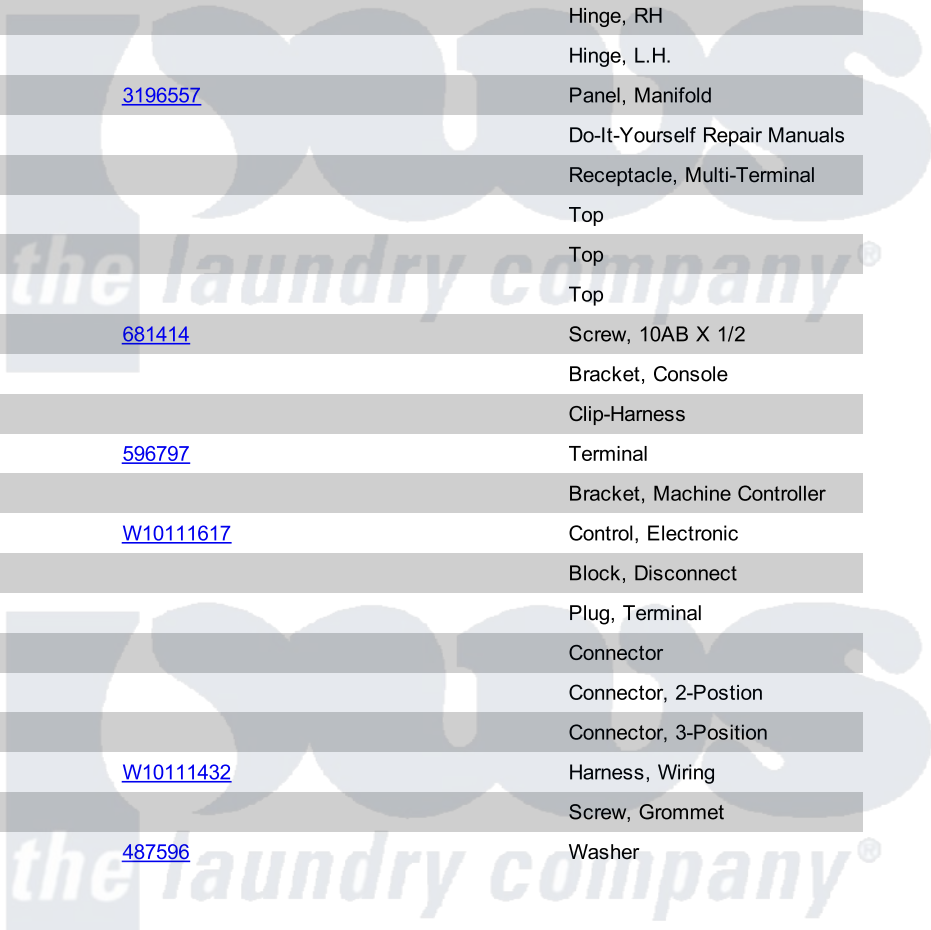 Hinge, RH
Hinge, L.H.
3196557 Panel, Manifold
Do-It-Yourself Repair Manuals
Receptacle, Multi-Terminal
Top
Top
the laundry company®
Top
681414 Screw, 10AB X 1/2
Bracket, Console
Clip-Harness
596797 Terminal
Bracket, Machine Controller
W10111617 Control, Electronic
Block, Disconnect
Plug, Terminal
Connector
Connector, 2-Postion
Connector, 3-Position
W10111432 Harness, Wiring
Screw, Grommet
487596 Washer
the laundry company®